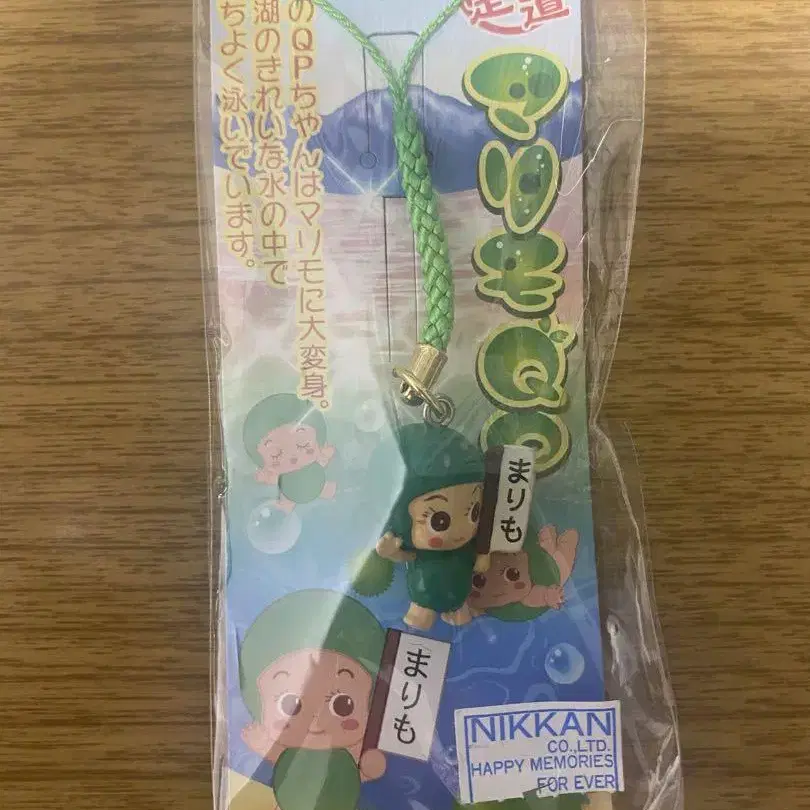 道
マリモQP
のQPちゃんはマリモに大変身。
湖のきれいな水の中で
ちよく泳いでいます。
まりも
まりも
NIKKAN
CO.,LTD.
HAPPY MEMORIES
FOR EVER